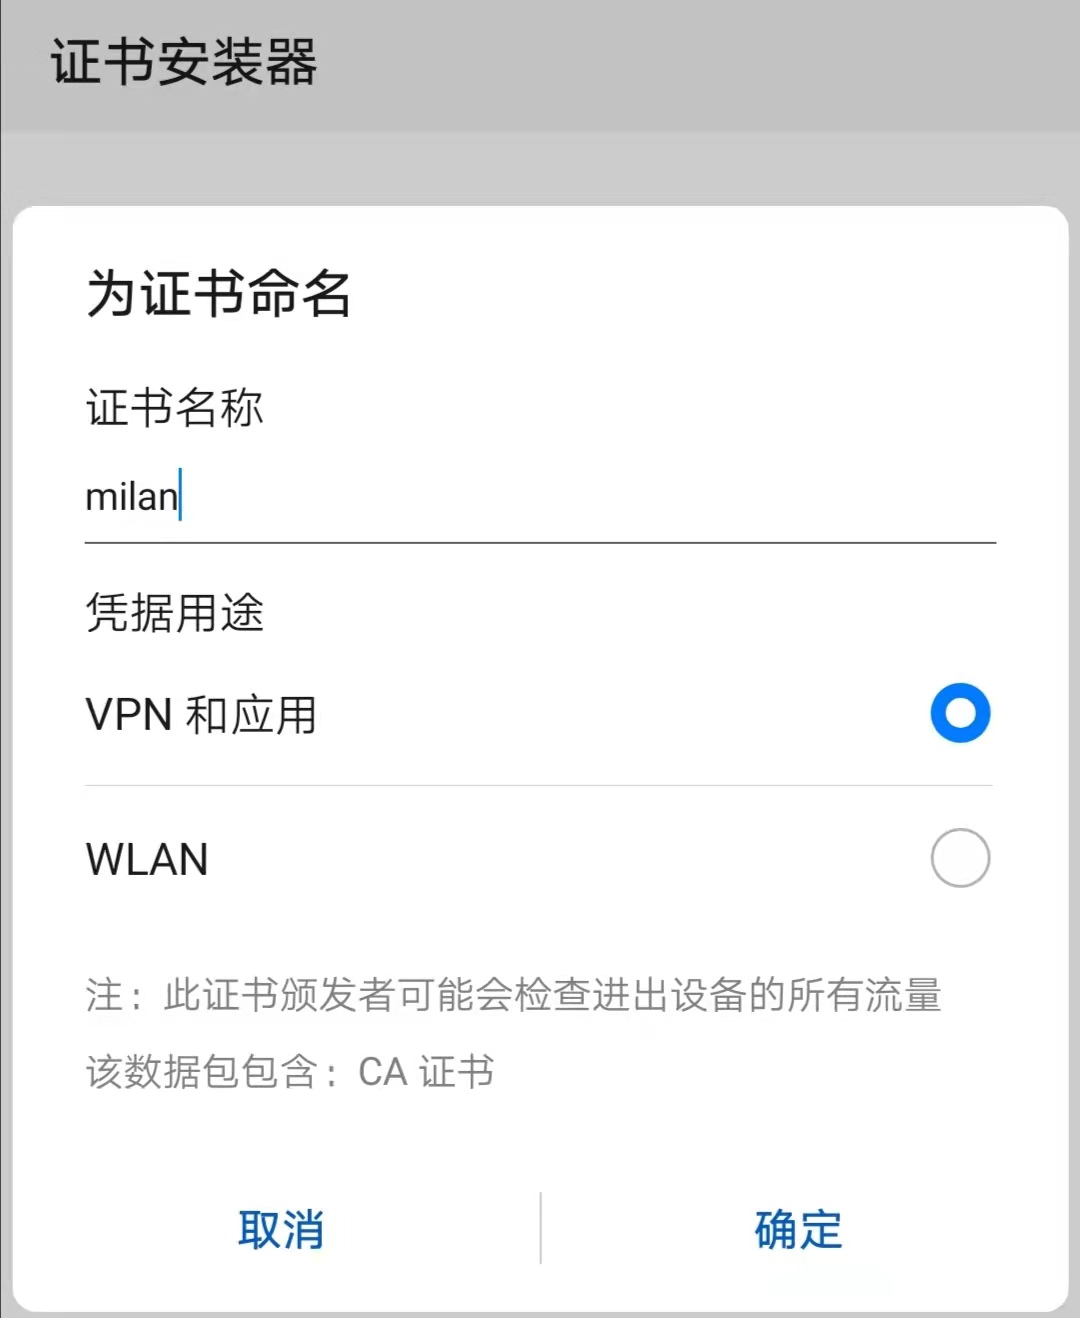 证书安装器
为证书命名
证书名称
milan
凭据用途
VPN 和应用
WLAN
注：此证书颁发者可能会检查进出设备的所有流量
该数据包包含：CA 证书
取消
确定